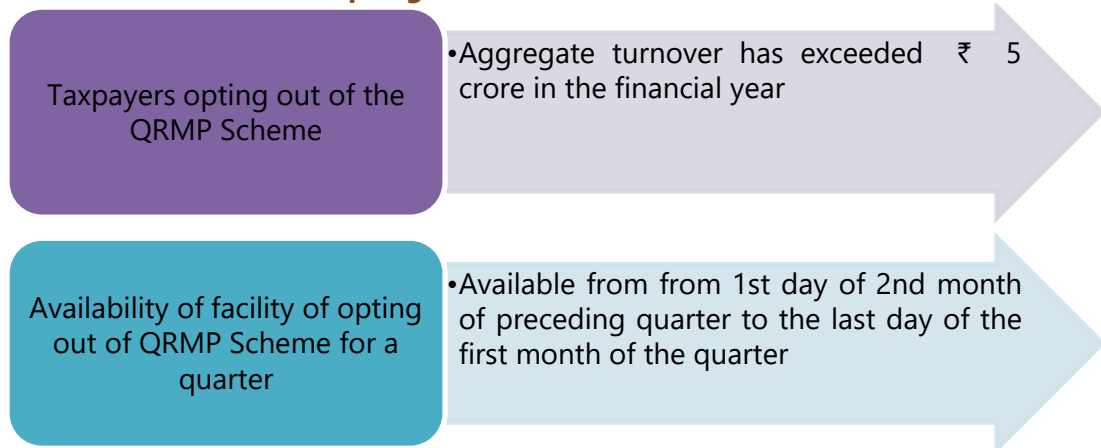 Taxpayers opting out of the
QRMP Scheme
•Aggregate turnover has exceeded ₹ 5
crore in the financial year
Availability of facility of opting
out of QRMP Scheme for a
quarter
•Available from from 1st day of 2nd month
of preceding quarter to the last day of the
first month of the quarter